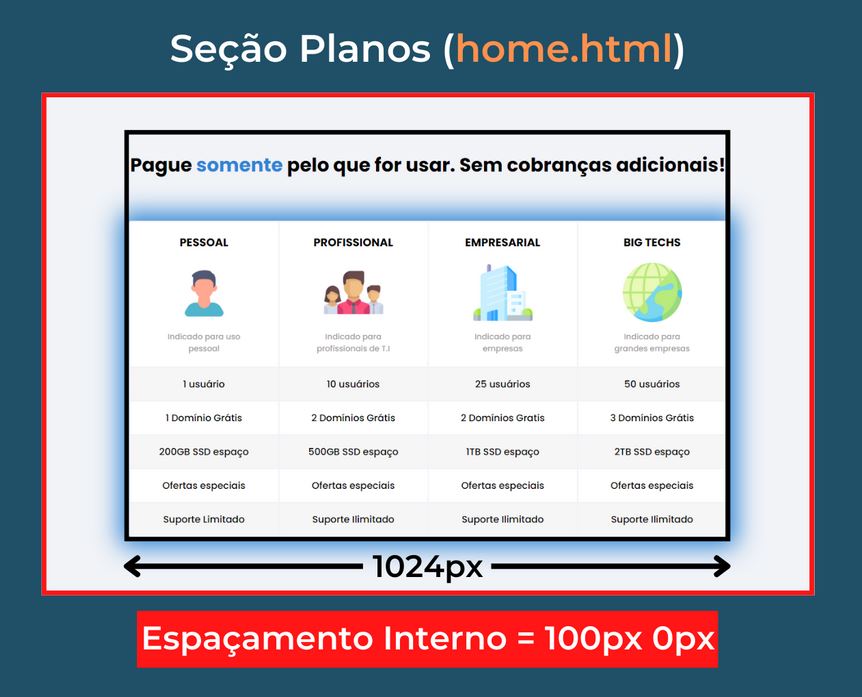 Seção Planos (home.html)
Pague somente pelo que for usar. Sem cobranças adicionais!
PESSOAL
Indicado para uso
pessoal
PROFISSIONAL
Indicado para
profissionais de T.I
EMPRESARIAL
Indicado para
empresas
BIG TECHS
Indicado para
grandes empresas
1 usuário
10 usuários
25 usuários
50 usuários
1 Domínio Grátis
2 Domínios Grátis
2 Domínios Gratis
3 Domínios Grátis
200GB SSD espaço
500GB SSD espaço
1TB SSD espaço
2TB SSD espaço
Ofertas especiais
Ofertas especiais
Ofertas especiais
Ofertas especiais
Suporte Limitado
Suporte Ilimitado
Suporte Ilimitado
Suporte Ilimitado
1024px
Espaçamento Interno = 100px 0px